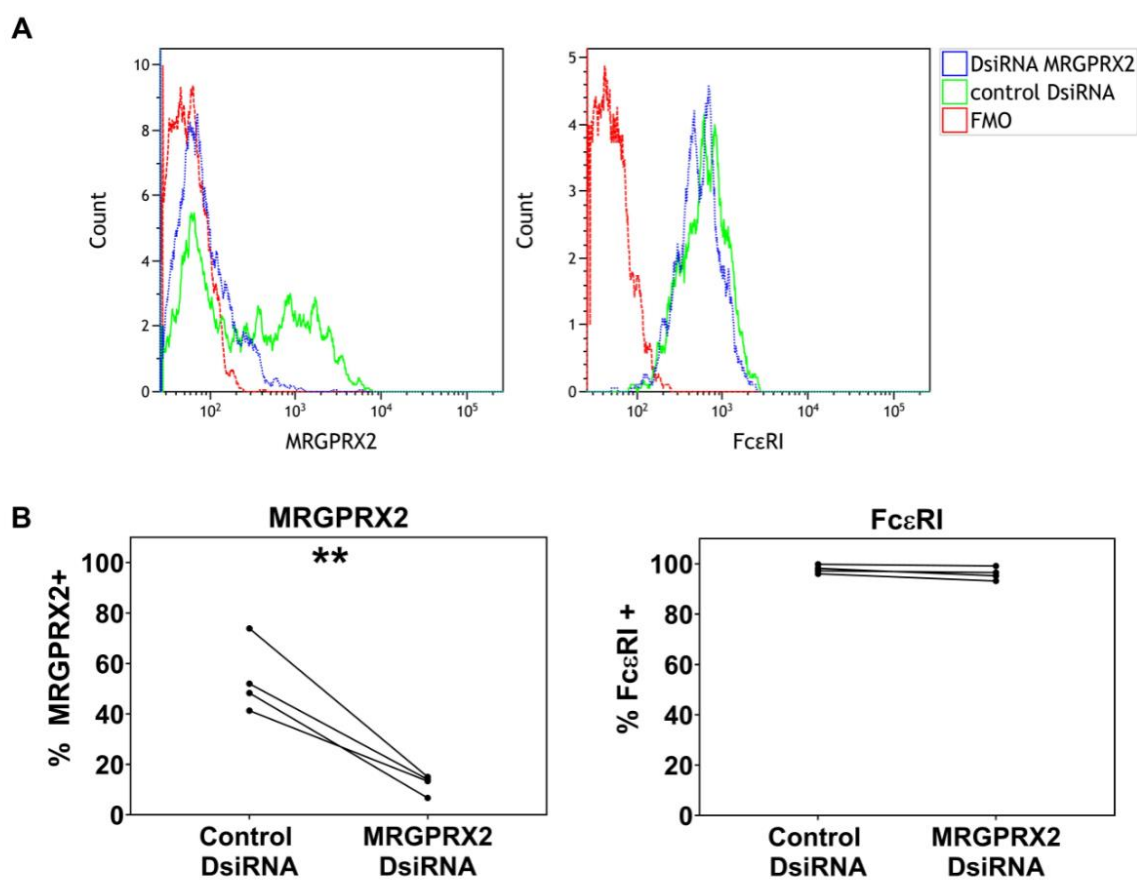 A
10
8
6
4
2
0
Count
10²
10³
10⁴
10⁵
MRGPRX2
5
4
3
2
1
0
Count
10²
10³
10⁴
10⁵
FcεRI
DsiRNA MRGPRX2
control DsiRNA
FMO
B
MRGPRX2
**
100
80
60
40
20
0
% MRGPRX2+
Control
DsiRNA
MRGPRX2
DsiRNA
FcεRI
100
80
60
40
20
0
% FcεRI +
Control
DsiRNA
MRGPRX2
DsiRNA